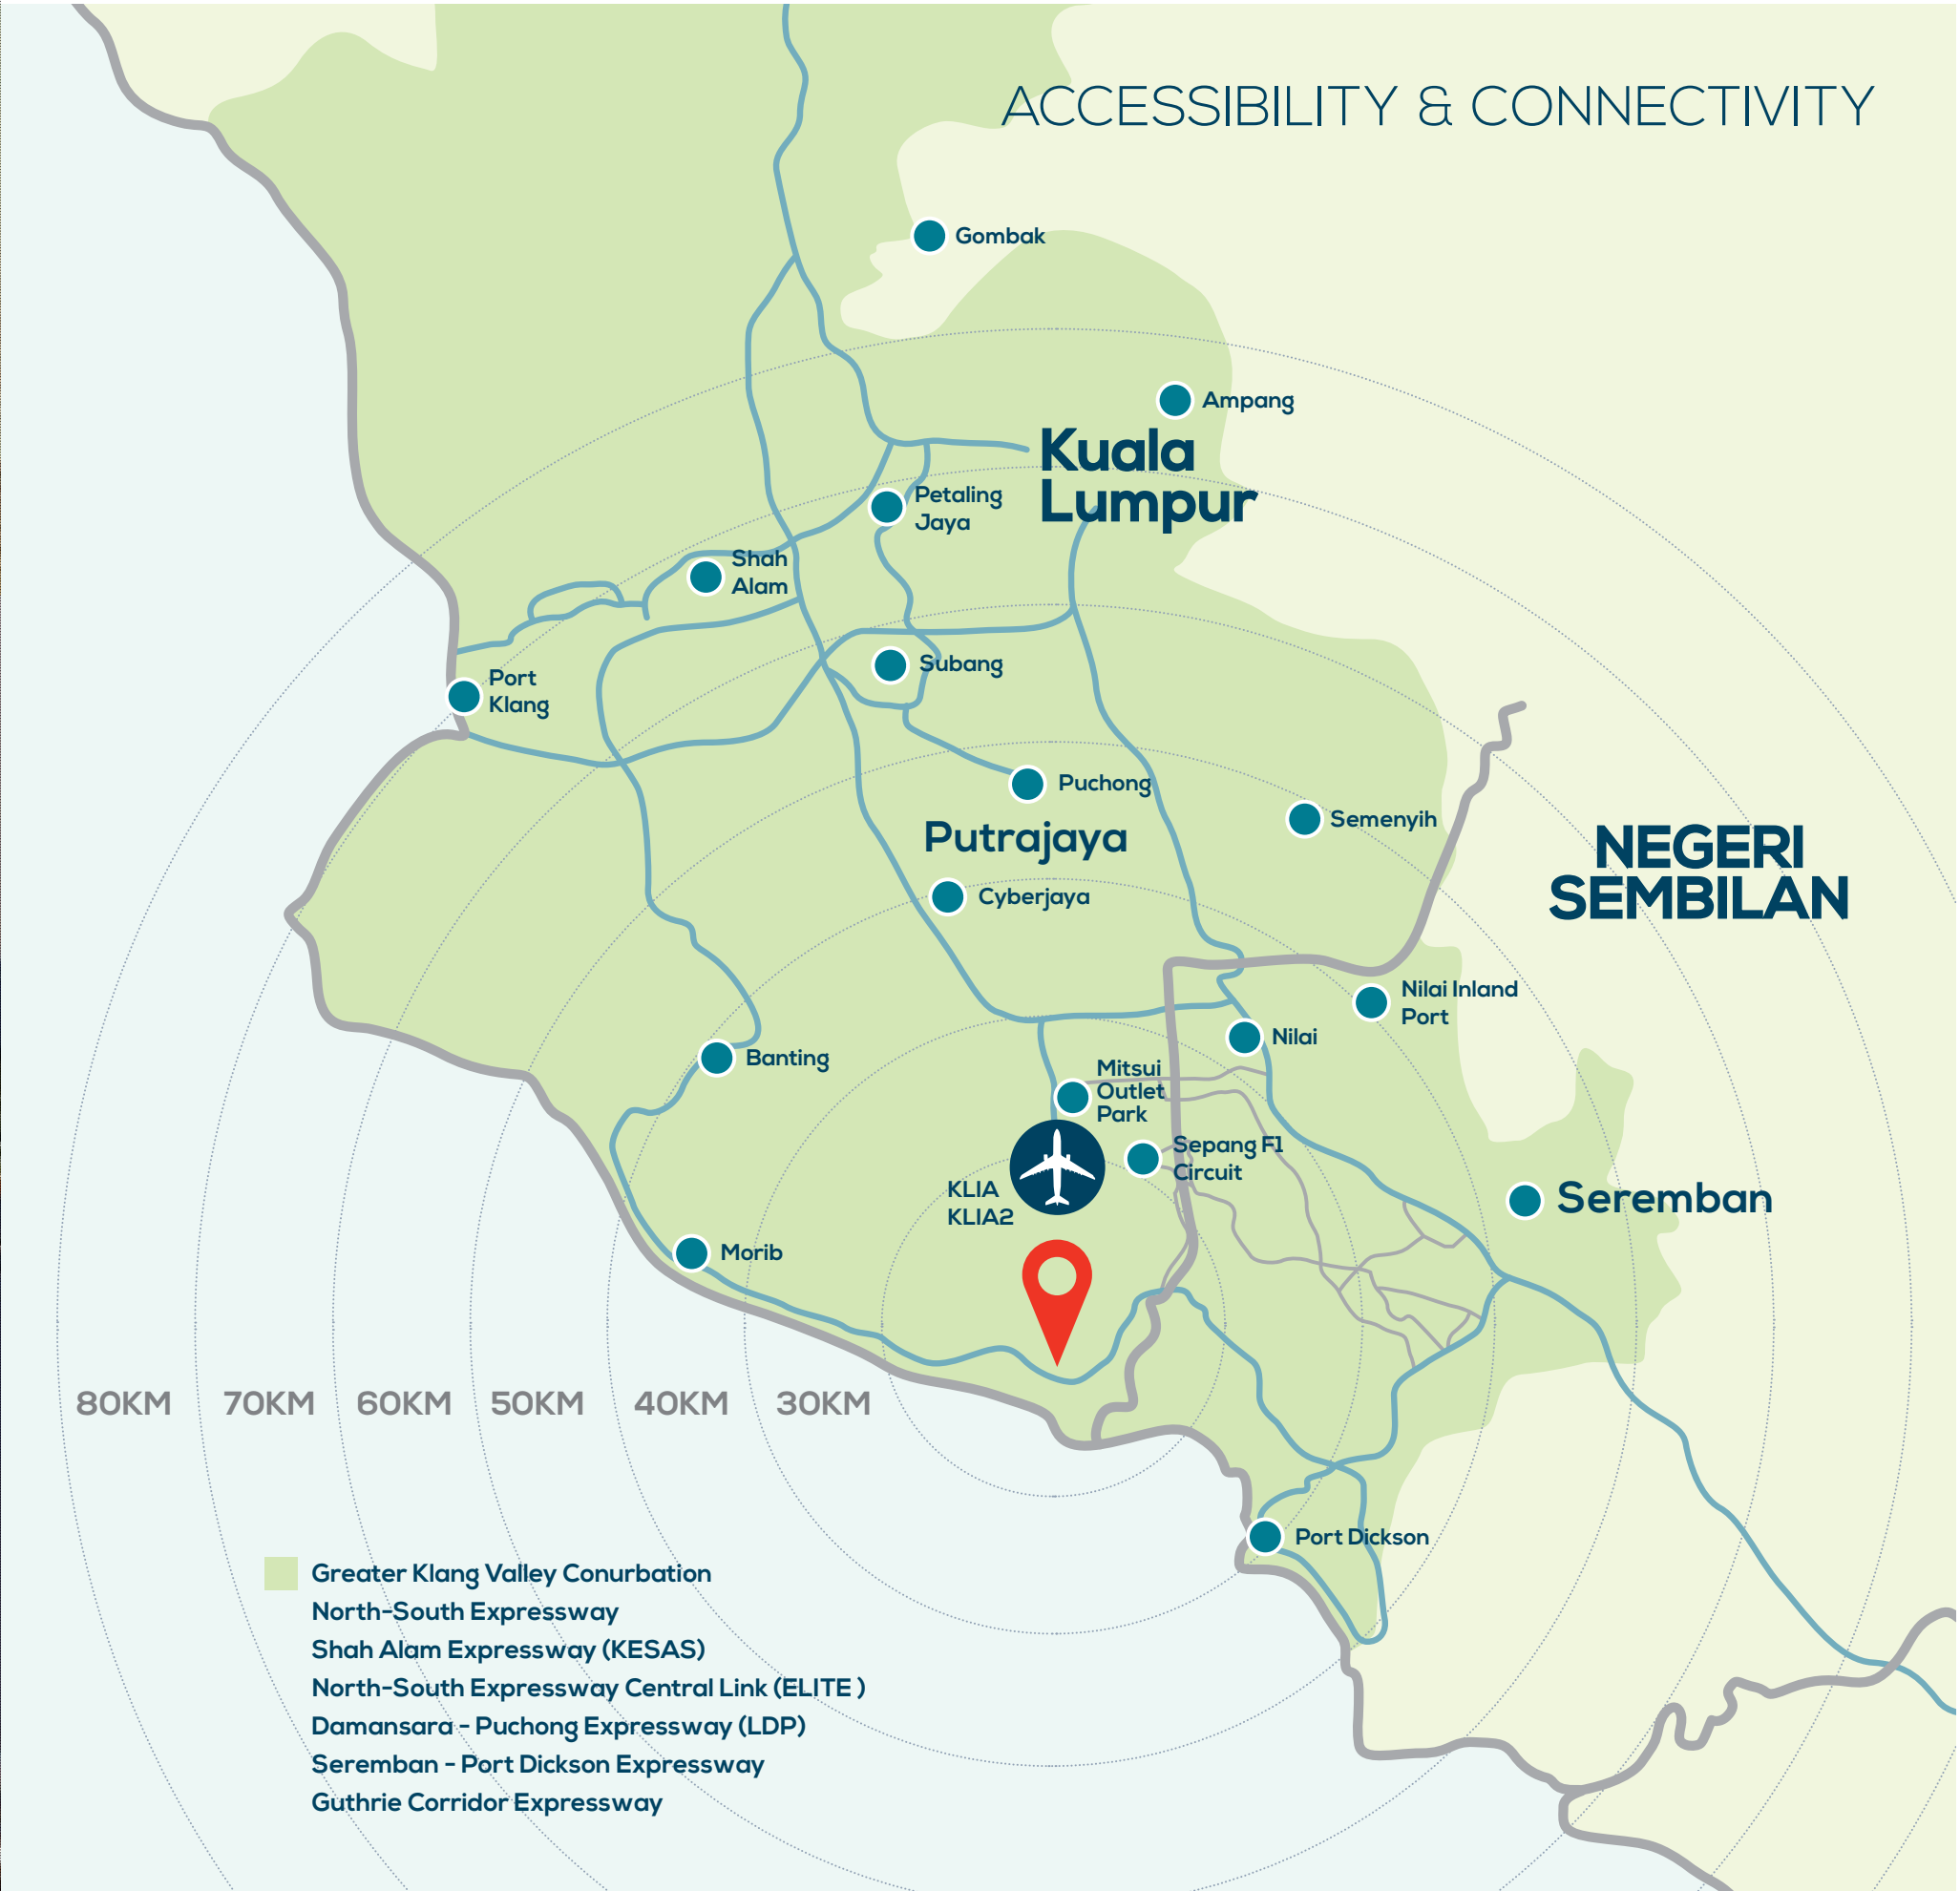 ACCESSIBILITY & CONNECTIVITY
Gombak
Ampang
Kuala
Lumpur
Petaling
Jaya
Shah
Alam
Subang
Port
Klang
Puchong
Semenyih
Putrajaya
NEGERI
SEMBILAN
Cyberjaya
Nilai Inland
Port
Nilai
Banting
Mitsui
Outlet
Park
Sepang F1
Circuit
KLIA
KLIA2
Seremban
Morib
80KM
70KM
60KM
50KM
40KM
30KM
Port Dickson
Greater Klang Valley Conurbation
North-South Expressway
Shah Alam Expressway (KESAS)
North-South Expressway Central Link (ELITE )
Damansara - Puchong Expressway (LDP)
Seremban - Port Dickson Expressway
Guthrie Corridor Expressway